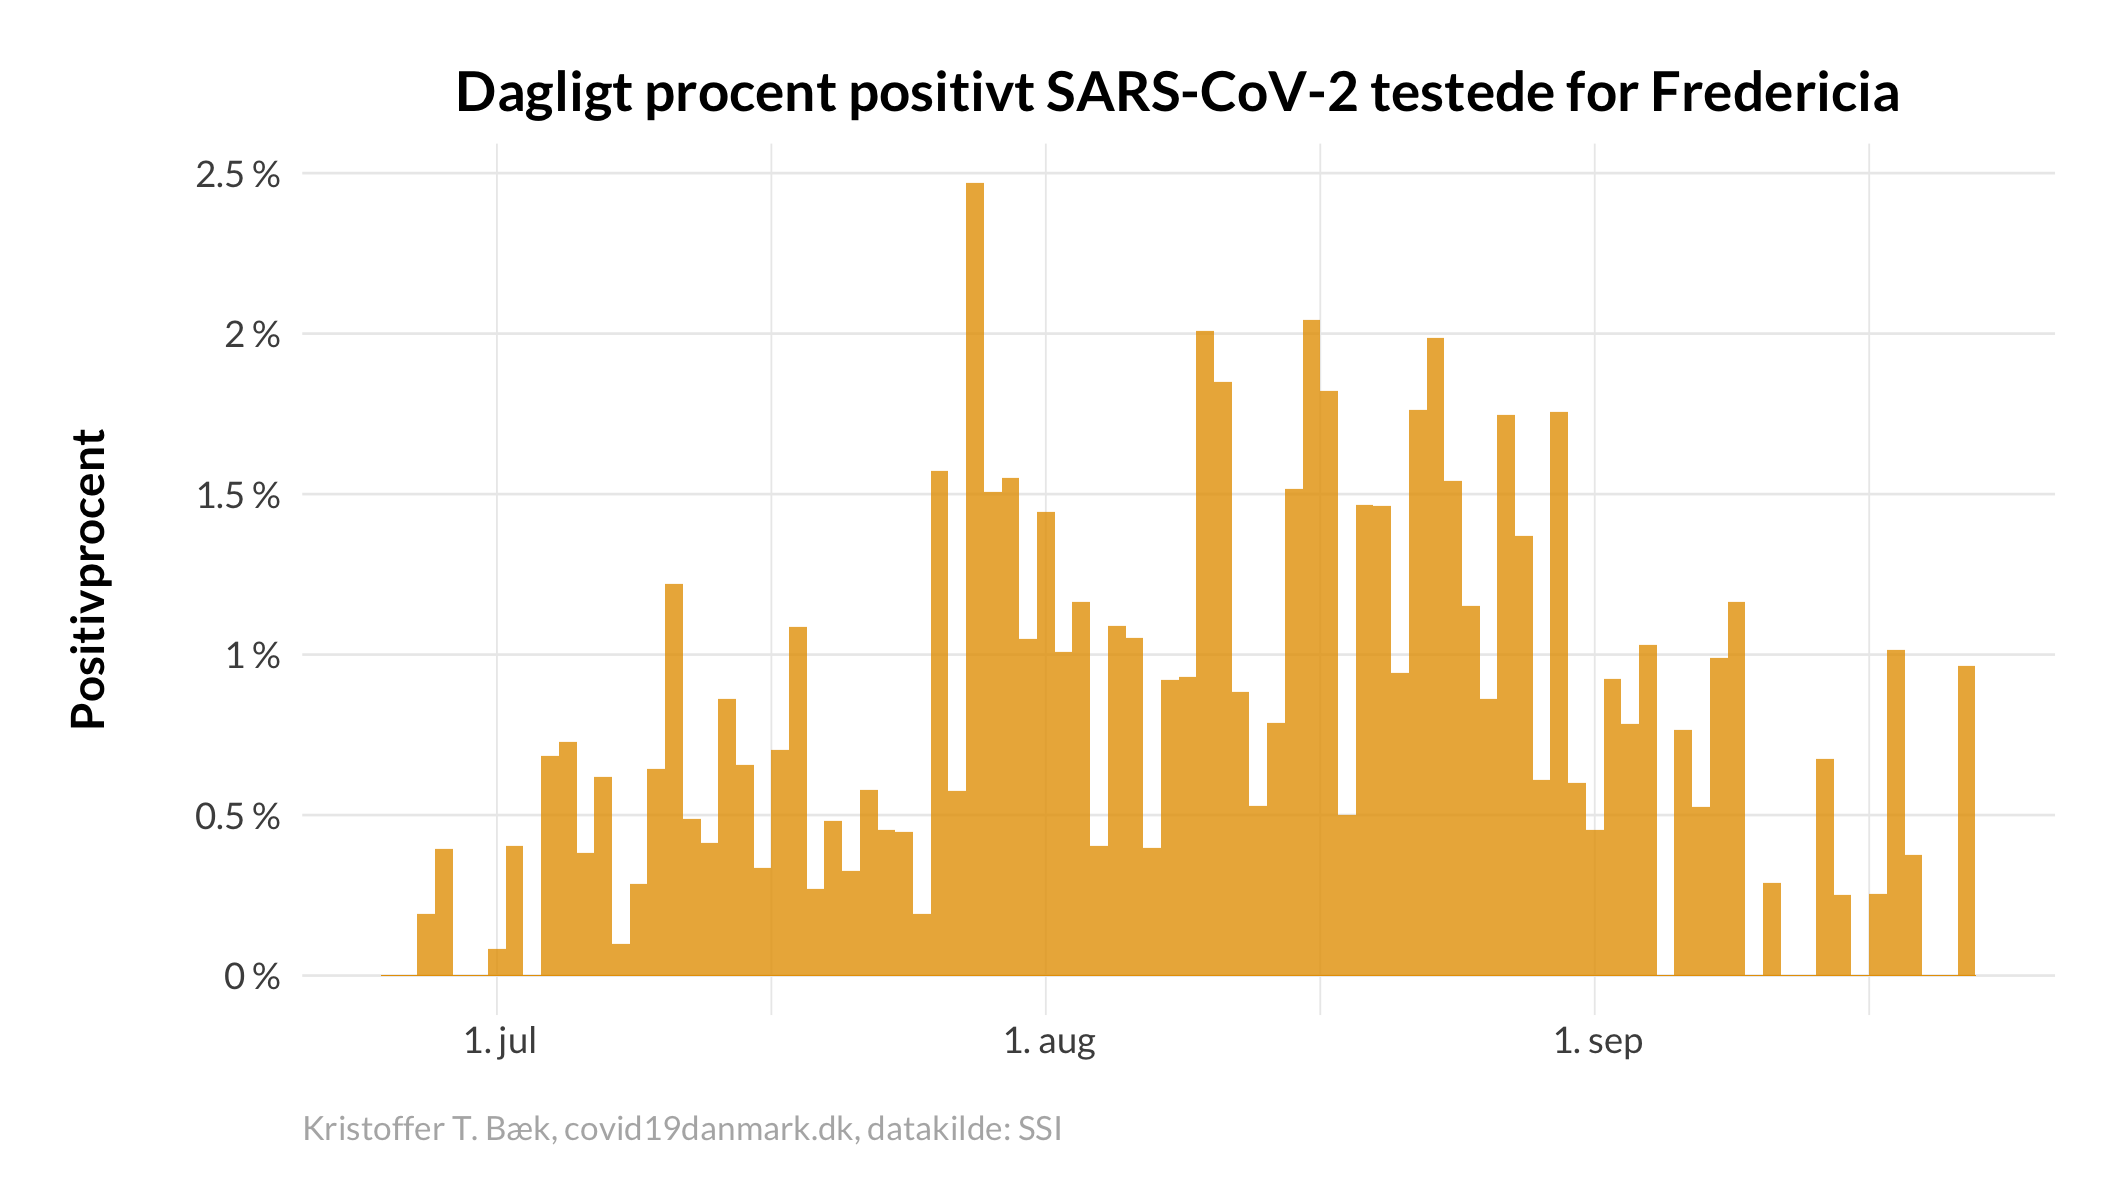 Dagligt procent positivt SARS-CoV-2 testede for Fredericia
Positivprocent
2.5 %
2 %
1.5 %
1 %
0.5 %
0 %
1. jul
1. aug
1. sep
Kristoffer T. Bæk, covid19danmark.dk, datakilde: SSI